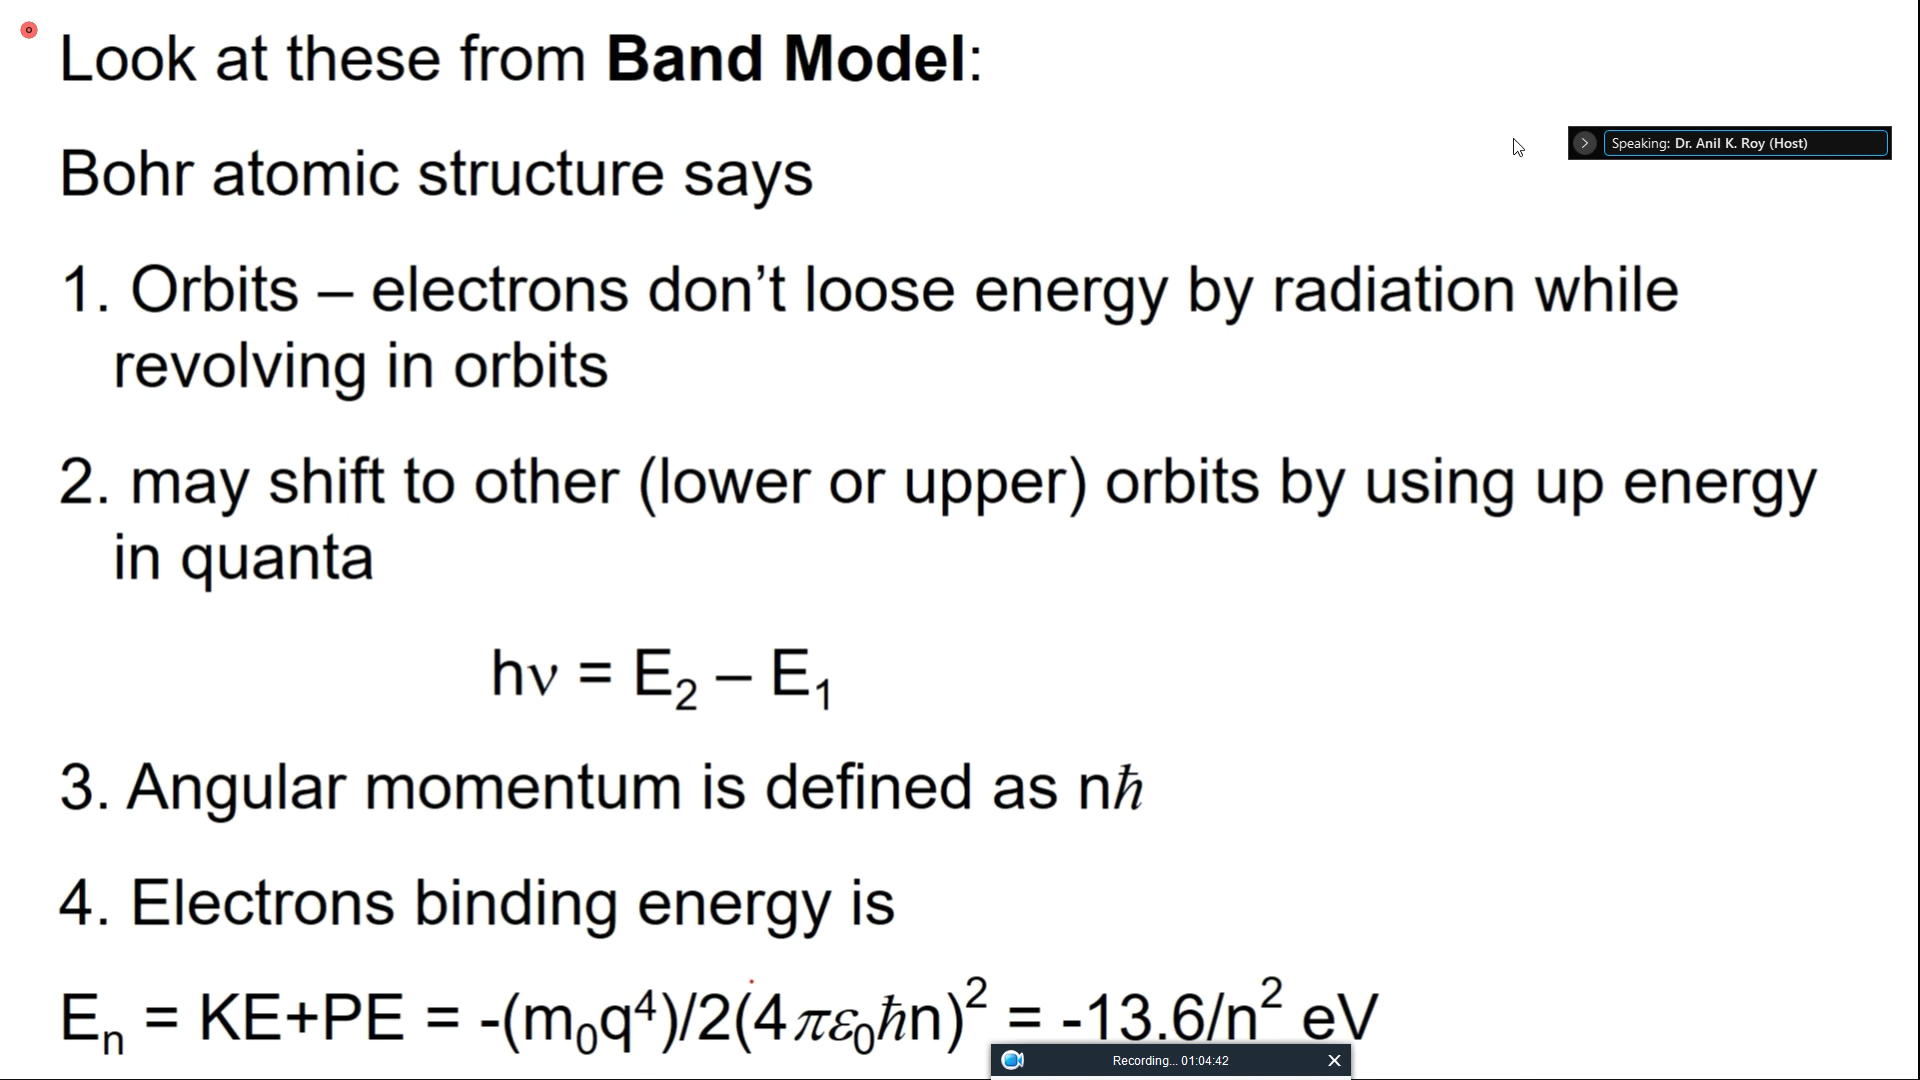 Look at these from Band Model:
Speaking: Dr. Anil K. Roy (Host)
Bohr atomic structure says
1. Orbits – electrons don’t loose energy by radiation while
revolving in orbits
2. may shift to other (lower or upper) orbits by using up energy
in quanta
hν = E₂ – E₁
3. Angular momentum is defined as nℏ
4. Electrons binding energy is
Eₙ = KE+PE = -(m₀q⁴)/2(4πε₀ℏn)² = -13.6/n² eV
Recording... 01:04:42